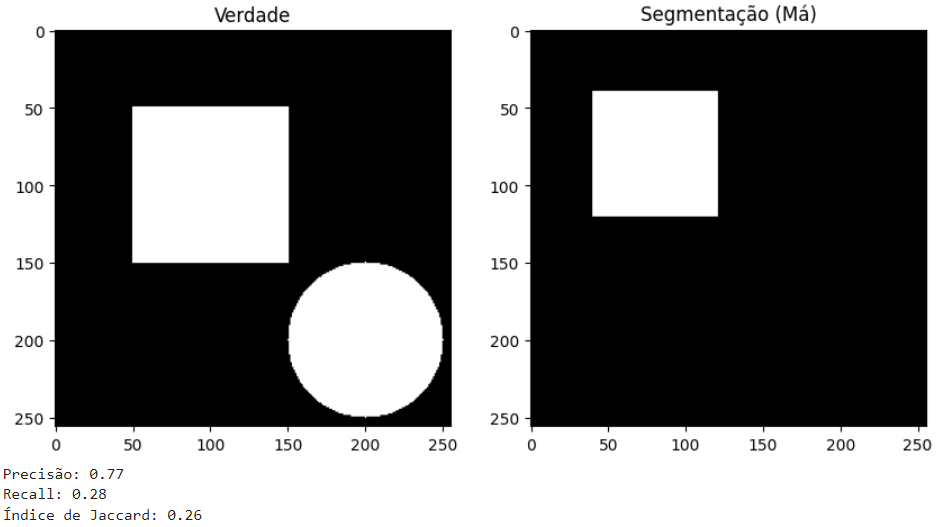 Verdade
Segmentação (Má)
0
50
100
150
200
250
0 50 100 150 200 250
0
50
100
150
200
250
0 50 100 150 200 250
Precisão: 0.77
Recall: 0.28
Índice de Jaccard: 0.26